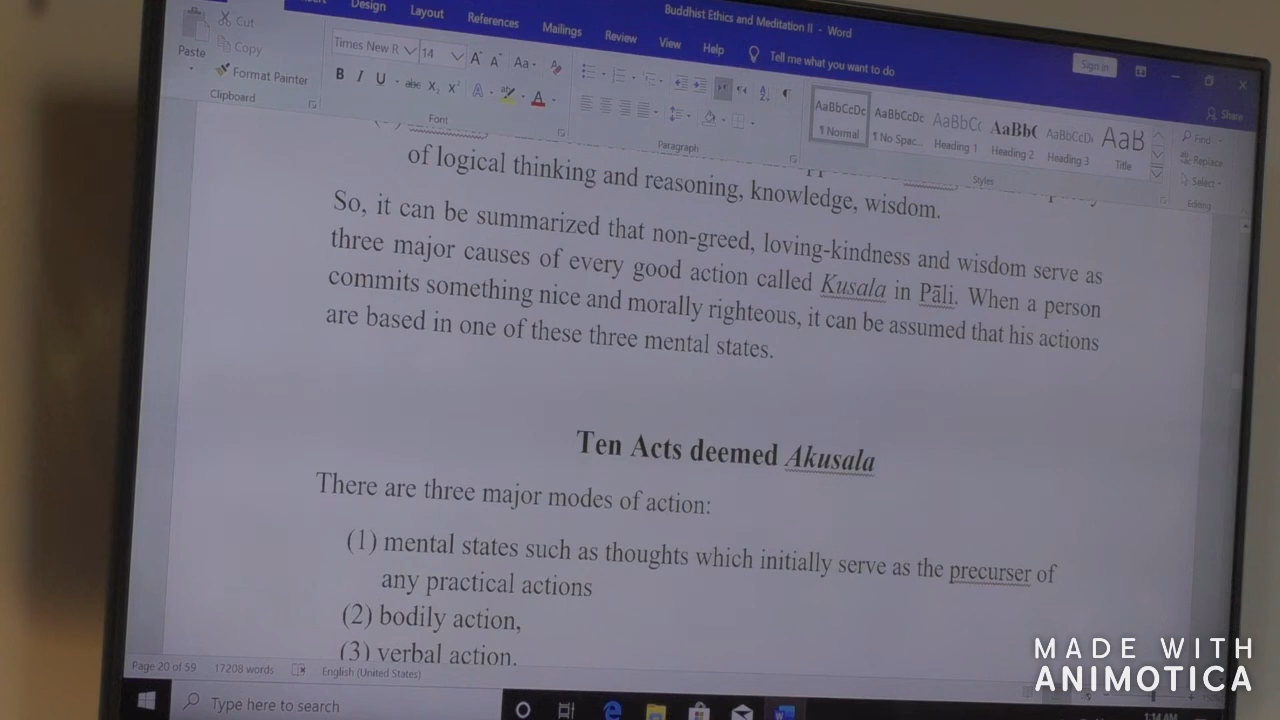 Buddhist Ethics and Meditation II - Word
Design Layout References Mailings Review View Help Tell me what you want to do
Sign in
Share
Cut
Copy
Paste
Format Painter
Clipboard
Times New R 14
Font
Paragraph
AaBbCcDc AaBbCcDc AaBbCc AaBb( AaBbCcD AaB
¶ Normal ¶ No Spac... Heading 1 Heading 2 Heading 3 Title
Styles
Find
Replace
Select
Editing
of logical thinking and reasoning, knowledge, wisdom.
So, it can be summarized that non-greed, loving-kindness and wisdom serve as
three major causes of every good action called Kusala in Pāli. When a person
commits something nice and morally righteous, it can be assumed that his actions
are based in one of these three mental states.
Ten Acts deemed Akusala
There are three major modes of action:
(1) mental states such as thoughts which initially serve as the precurser of
any practical actions
(2) bodily action,
(3) verbal action.
Page 20 of 59 17208 words English (United States)
Type here to search
1:14 AM
MADE WITH
ANIMOTICA